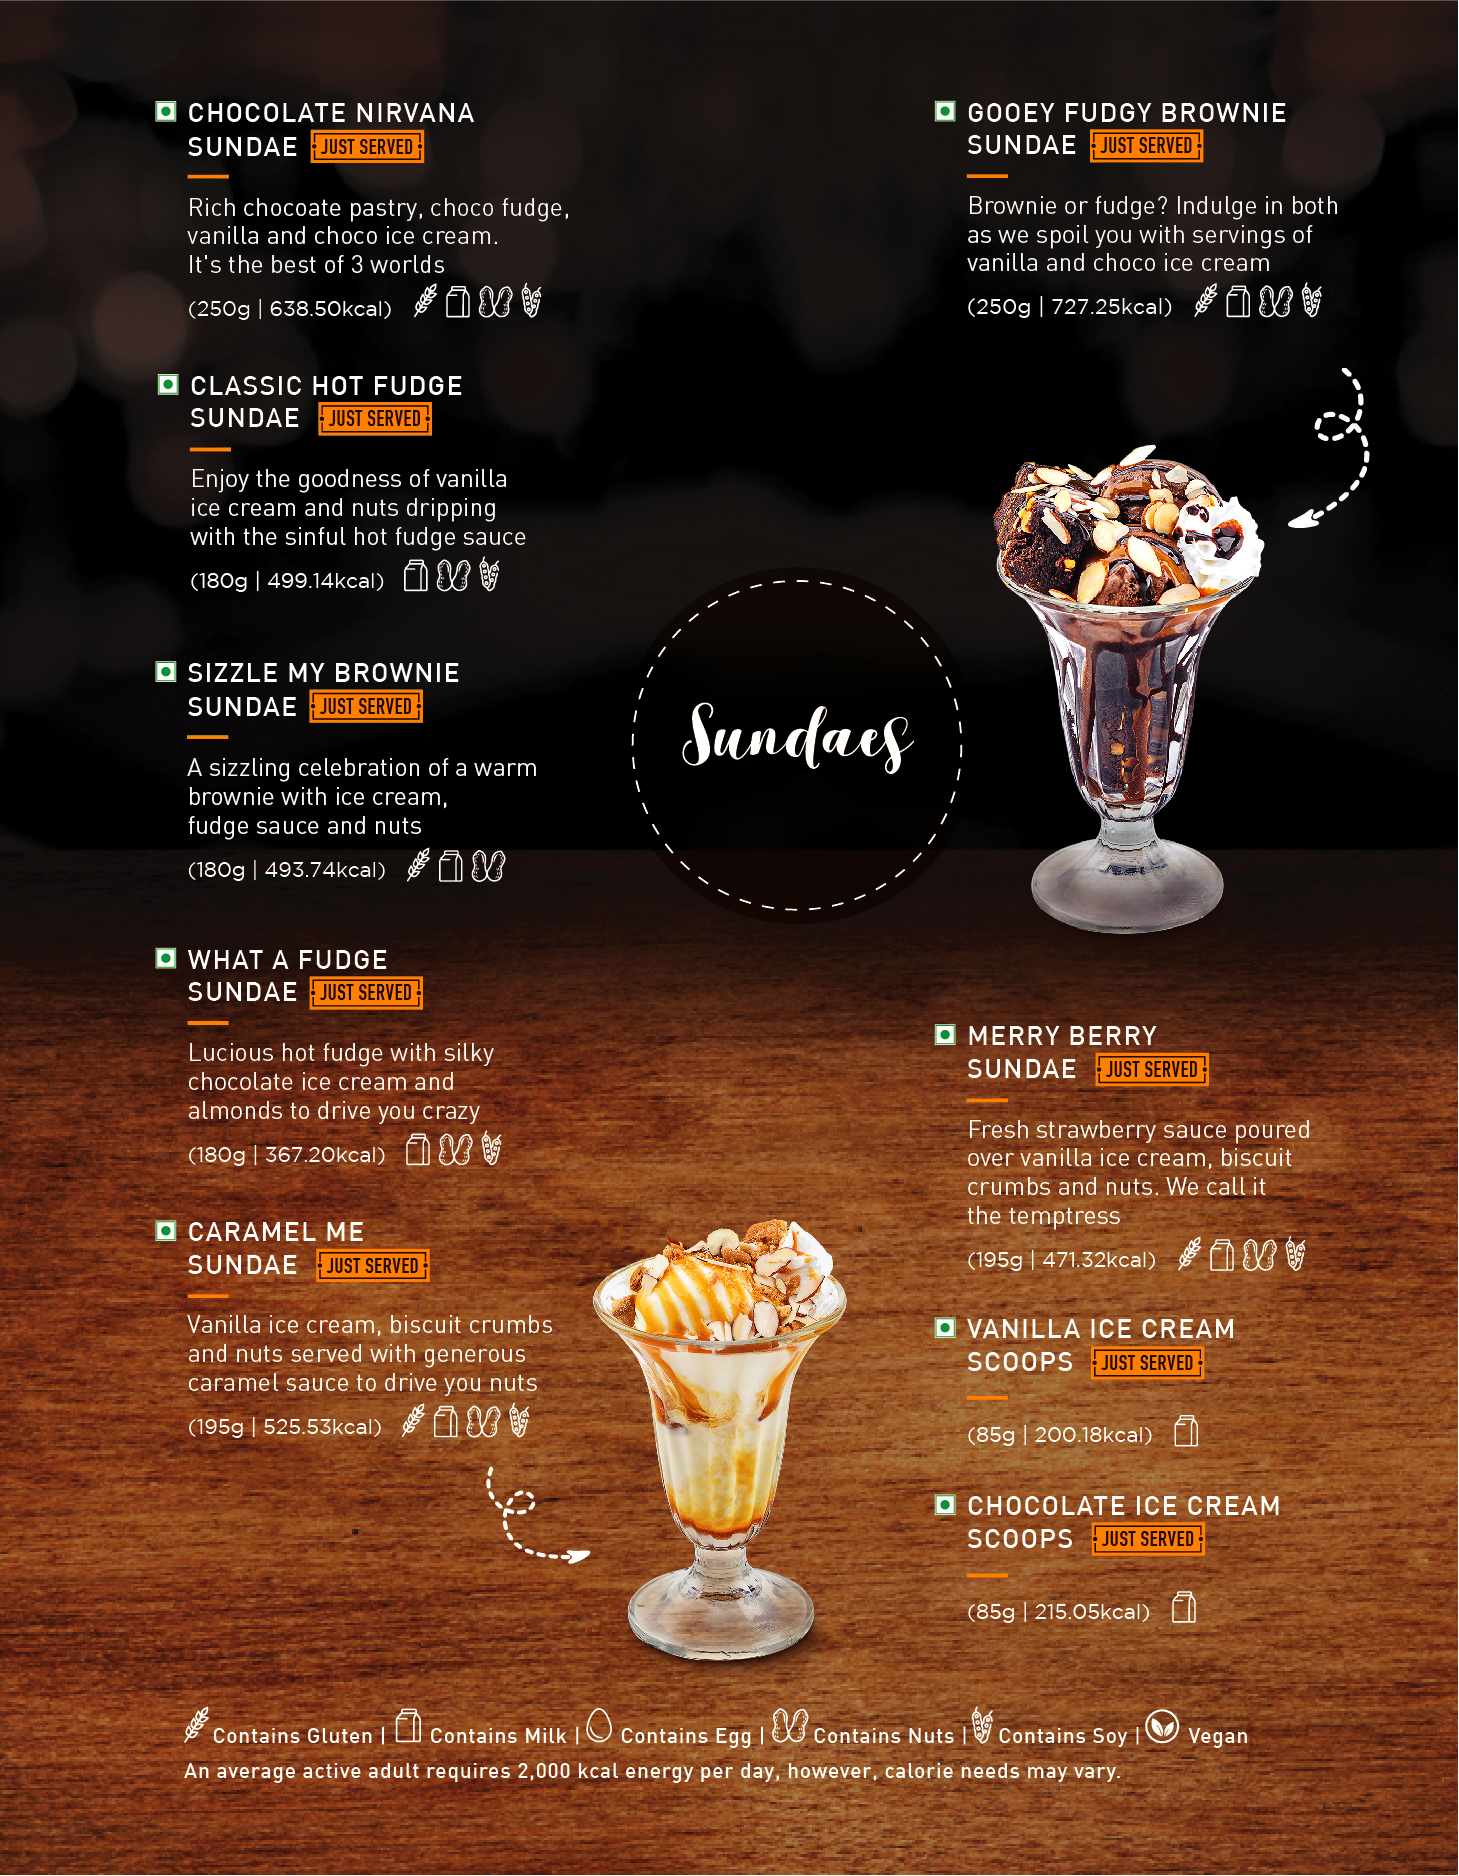 CHOCOLATE NIRVANA
SUNDAE JUST SERVED
Rich chocoate pastry, choco fudge,
vanilla and choco ice cream.
It's the best of 3 worlds
(250g | 638.50kcal)
CLASSIC HOT FUDGE
SUNDAE JUST SERVED
Enjoy the goodness of vanilla
ice cream and nuts dripping
with the sinful hot fudge sauce
(180g | 499.14kcal)
SIZZLE MY BROWNIE
SUNDAE JUST SERVED
A sizzling celebration of a warm
brownie with ice cream,
fudge sauce and nuts
(180g | 493.74kcal)
WHAT A FUDGE
SUNDAE JUST SERVED
Lucious hot fudge with silky
chocolate ice cream and
almonds to drive you crazy
(180g | 367.20kcal)
CARAMEL ME
SUNDAE JUST SERVED
Vanilla ice cream, biscuit crumbs
and nuts served with generous
caramel sauce to drive you nuts
(195g | 525.53kcal)
Sundaes
GOOEY FUDGY BROWNIE
SUNDAE JUST SERVED
Brownie or fudge? Indulge in both
as we spoil you with servings of
vanilla and choco ice cream
(250g | 727.25kcal)
MERRY BERRY
SUNDAE JUST SERVED
Fresh strawberry sauce poured
over vanilla ice cream, biscuit
crumbs and nuts. We call it
the temptress
(195g | 471.32kcal)
VANILLA ICE CREAM
SCOOPS JUST SERVED
(85g | 200.18kcal)
CHOCOLATE ICE CREAM
SCOOPS JUST SERVED
(85g | 215.05kcal)
Contains Gluten | Contains Milk | Contains Egg | Contains Nuts | Contains Soy | Vegan
An average active adult requires 2,000 kcal energy per day, however, calorie needs may vary.